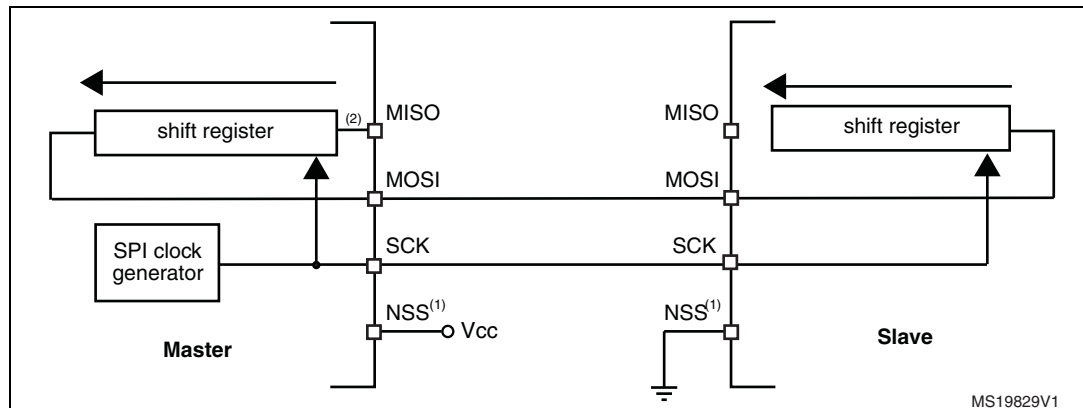 shift register
(2)
MISO
MISO
shift register
MOSI
MOSI
SPI clock
generator
SCK
SCK
NSS(1)
Vcc
NSS(1)
Master
Slave
MS19829V1